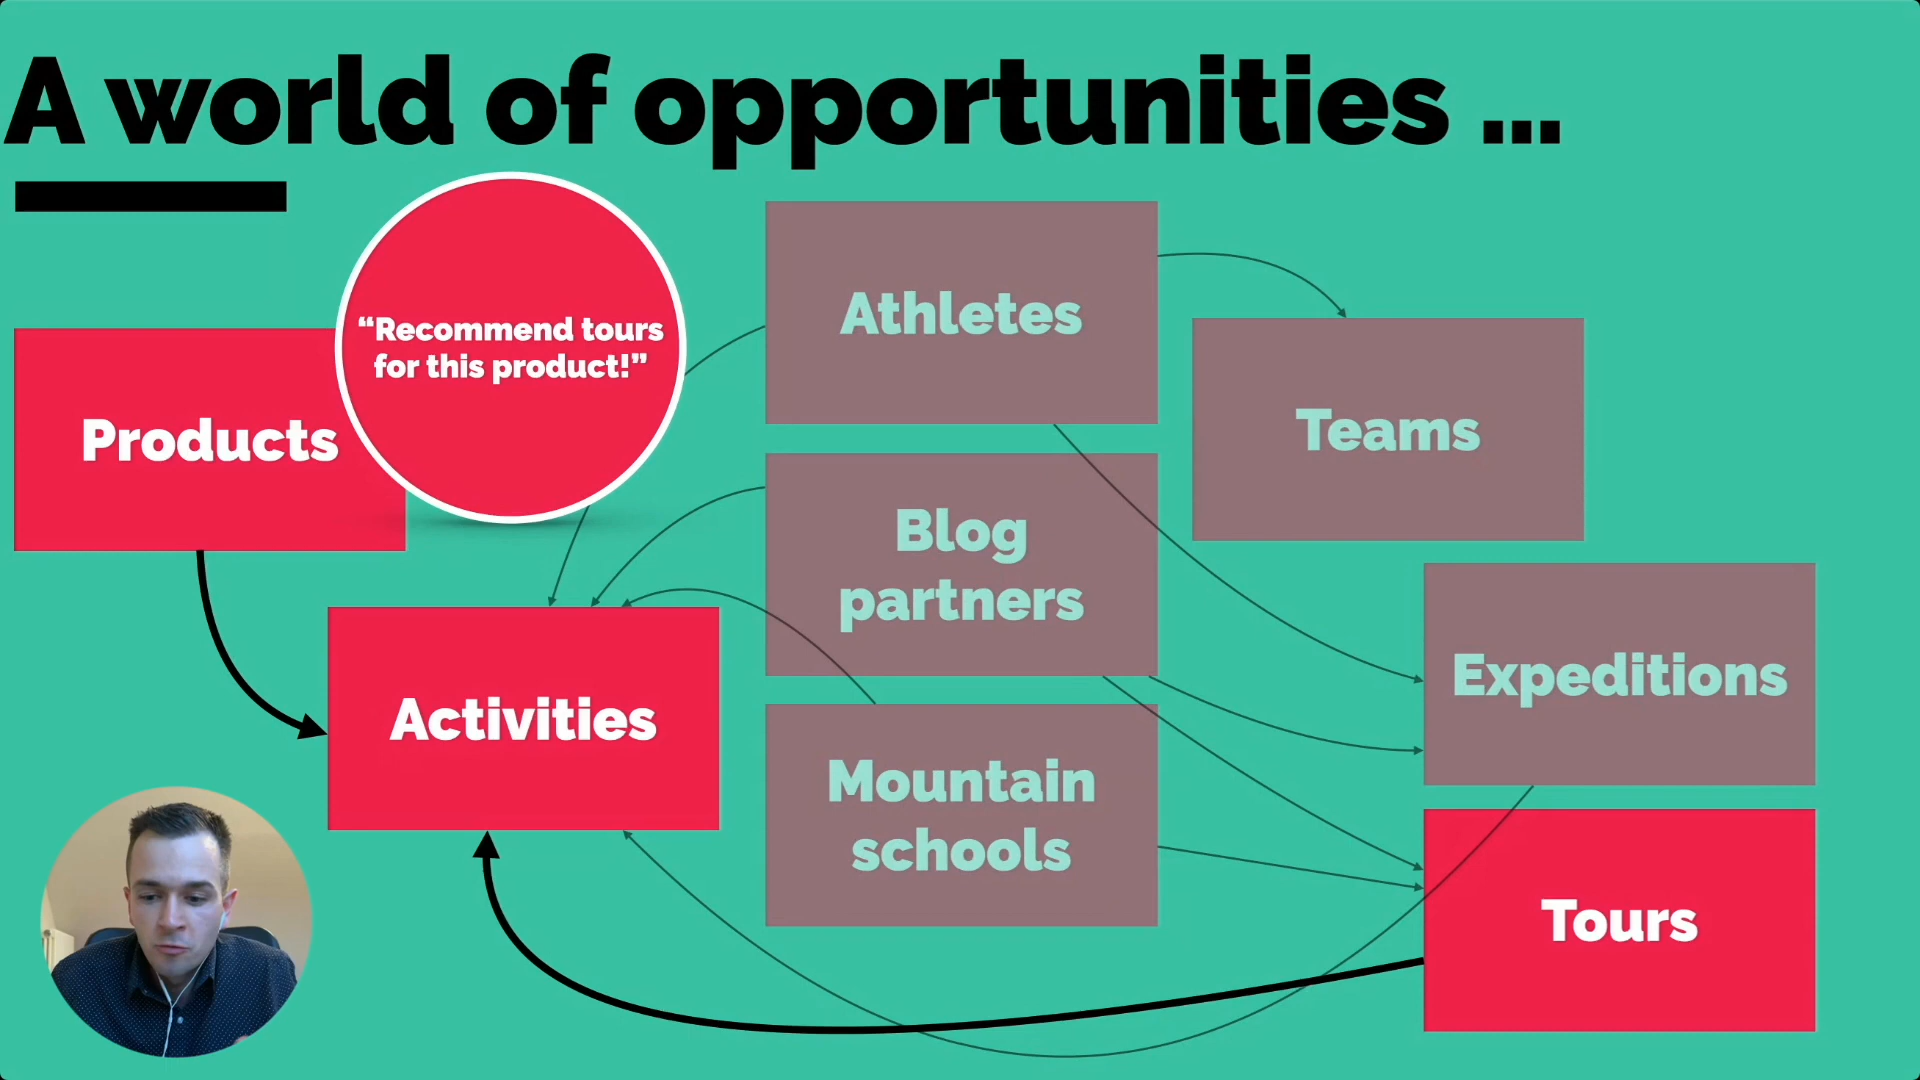 A world of opportunities ...
“Recommend tours
for this product!”
Products
Athletes
Teams
Blog
partners
Expeditions
Activities
Mountain
schools
Tours